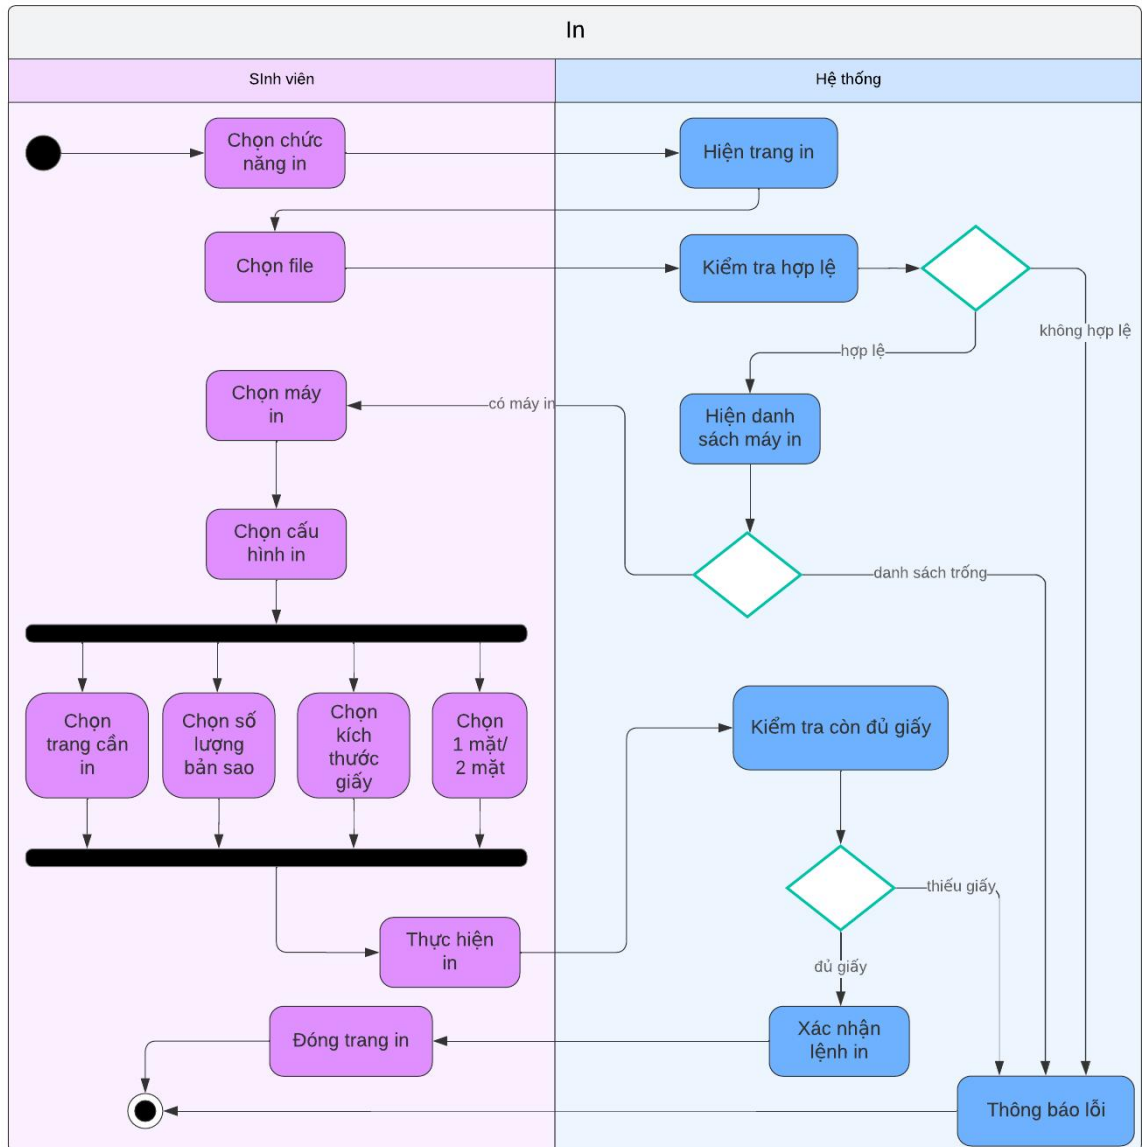 In
SInh viên
Hệ thống
Chọn chức
năng in
Hiện trang in
Chọn file
Kiểm tra hợp lệ
không hợp lệ
hợp lệ
Chọn máy
in
có máy in
Hiện danh
sách máy in
Chọn cấu
hình in
danh sách trống
Chọn
trang cần
in
Chọn số
lượng
bản sao
Chọn
kích
thước
giấy
Chọn
1 mặt/
2 mặt
Kiểm tra còn đủ giấy
thiếu giấy
Thực hiện
in
đủ giấy
Đóng trang in
Xác nhận
lệnh in
Thông báo lỗi